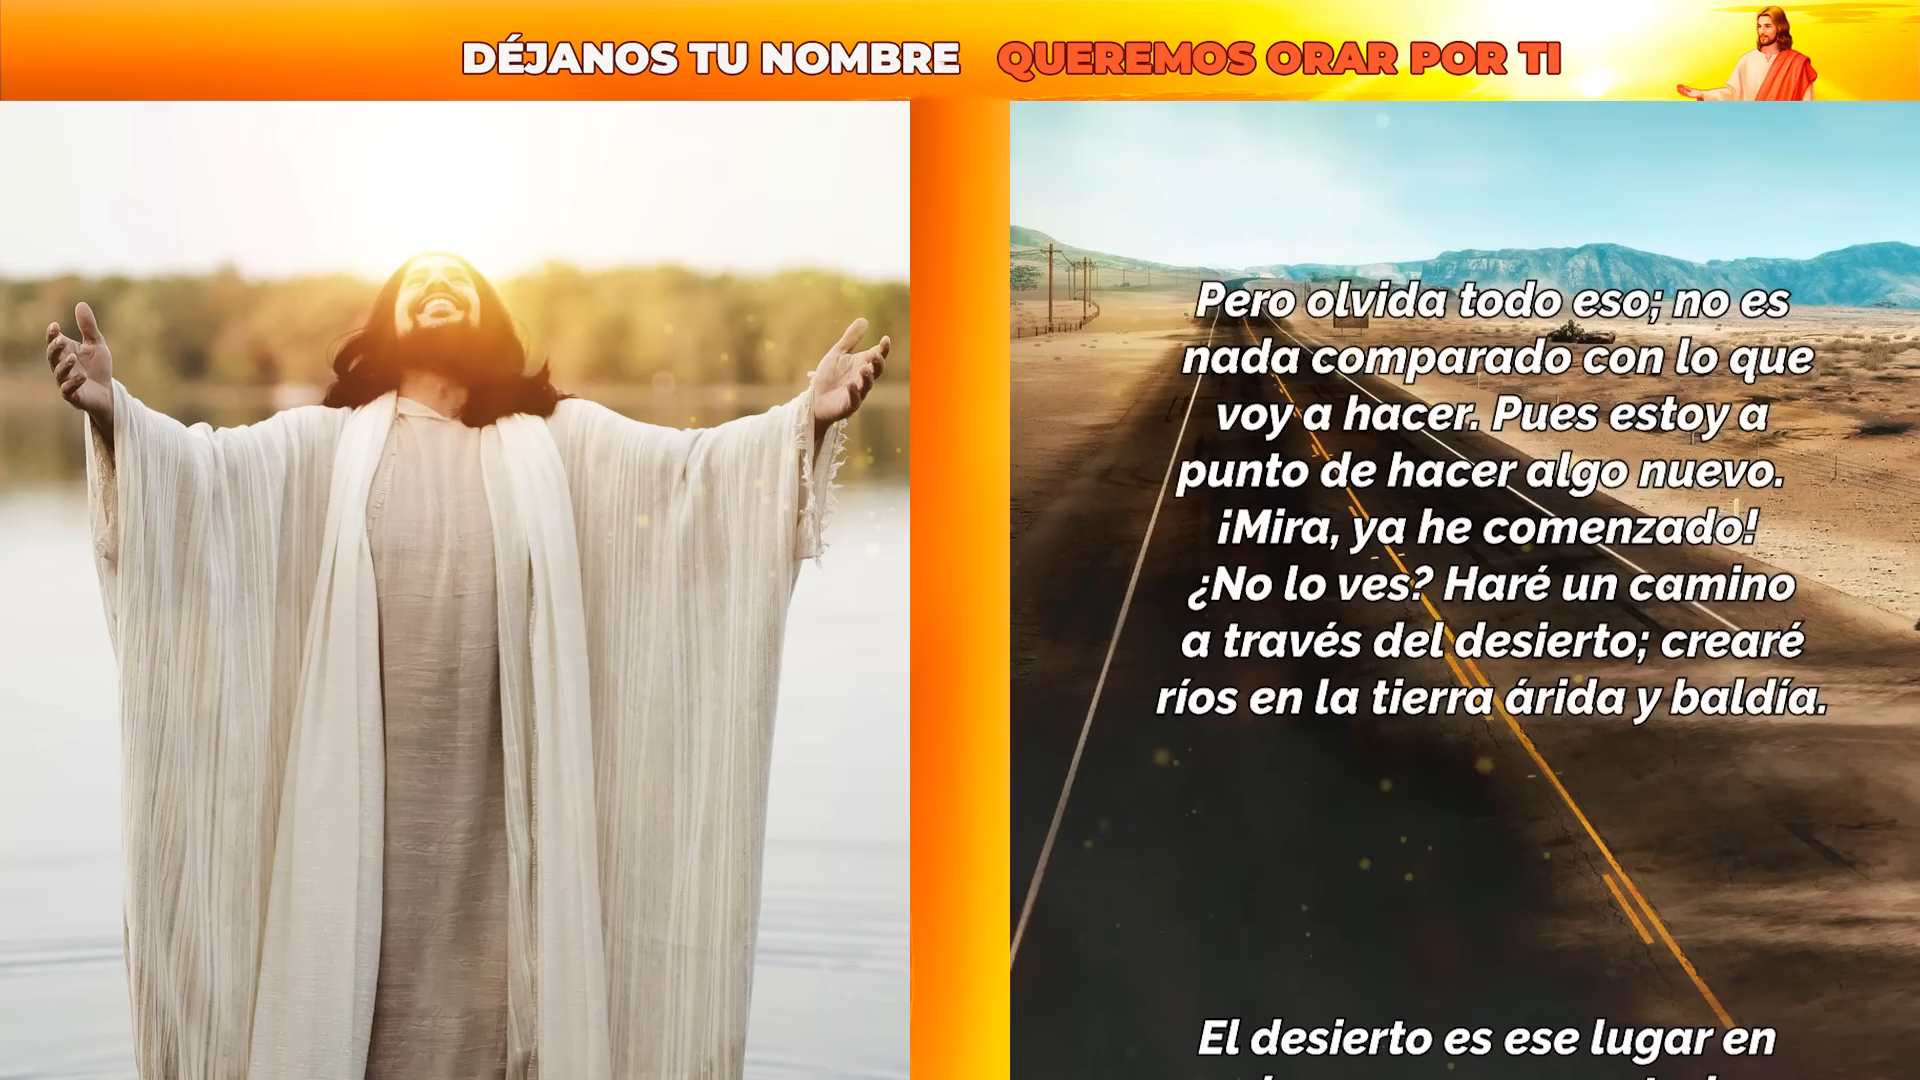 DÉJANOS TU NOMBRE QUEREMOS ORAR POR TI
Pero olvida todo eso; no es
nada comparado con lo que
voy a hacer. Pues estoy a
punto de hacer algo nuevo.
¡Mira, ya he comenzado!
¿No lo ves? Haré un camino
a través del desierto; crearé
ríos en la tierra árida y baldía.
El desierto es ese lugar en